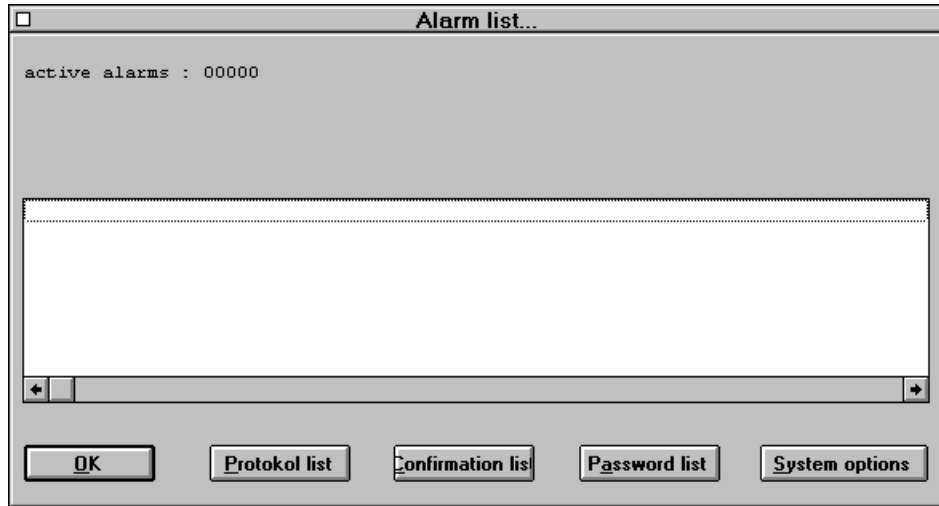 Alarm list...
active alarms : 00000
OK
Protokol list
Confirmation list
Password list
System options